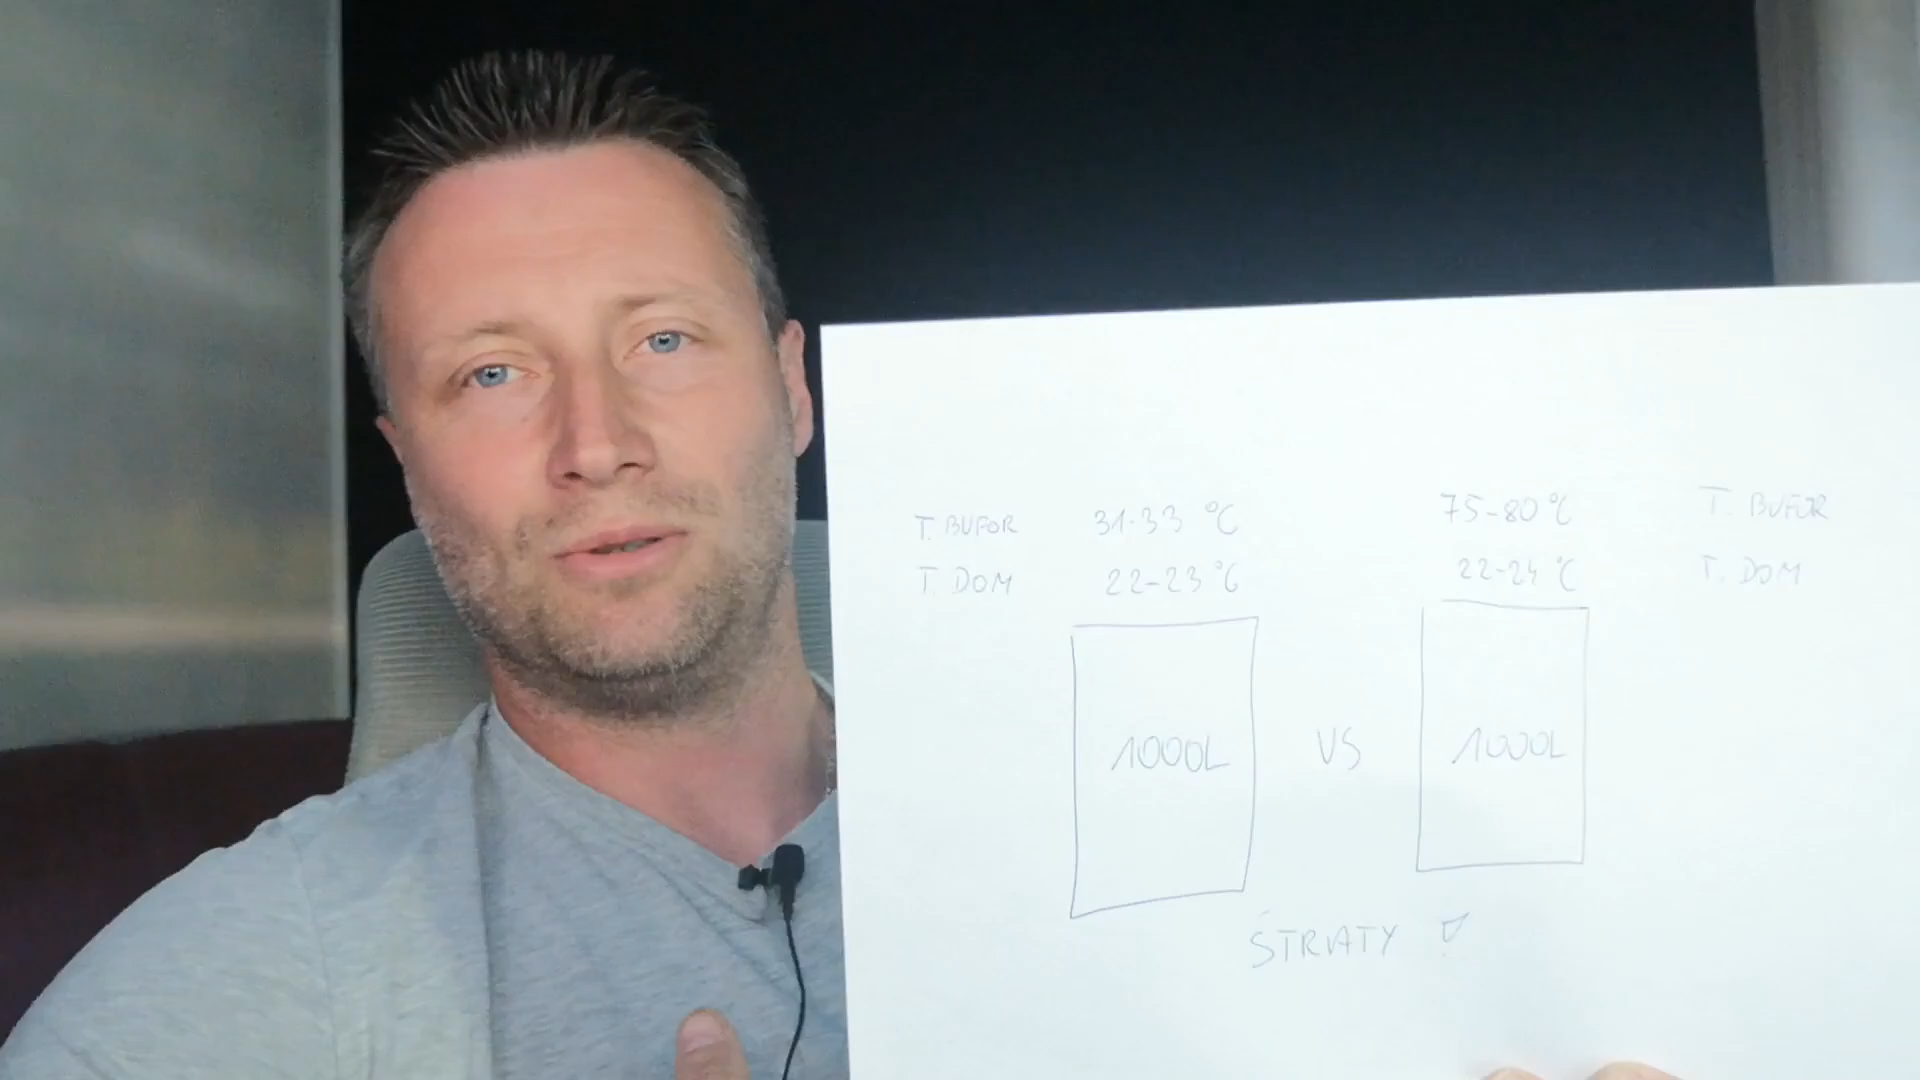 T. BUFOR 31-33 °C 75-80 °C T. BUFOR
T. DOM 22-23 °C 22-24 °C T. DOM
1000L VS 1000L
STRATY !